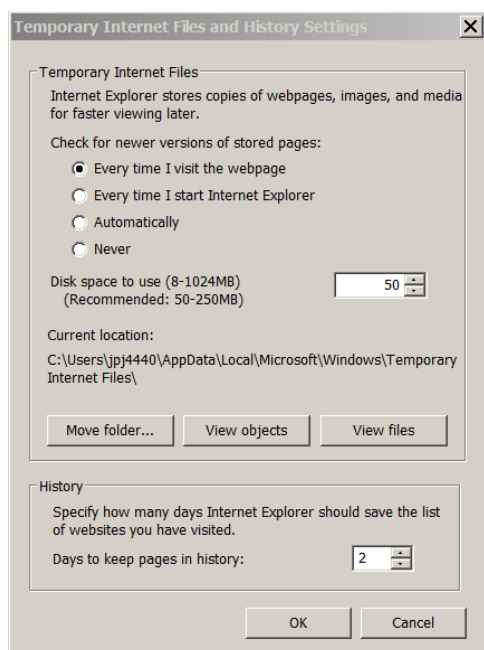 Temporary Internet Files and History Settings
Temporary Internet Files
Internet Explorer stores copies of webpages, images, and media
for faster viewing later.
Check for newer versions of stored pages:
Every time I visit the webpage
Every time I start Internet Explorer
Automatically
Never
Disk space to use (8-1024MB)
50
(Recommended: 50-250MB)
Current location:
C:\Users\jpj4440\AppData\Local\Microsoft\Windows\Temporary
Internet Files\
Move folder... View objects View files
History
Specify how many days Internet Explorer should save the list
of websites you have visited.
Days to keep pages in history: 2
OK Cancel